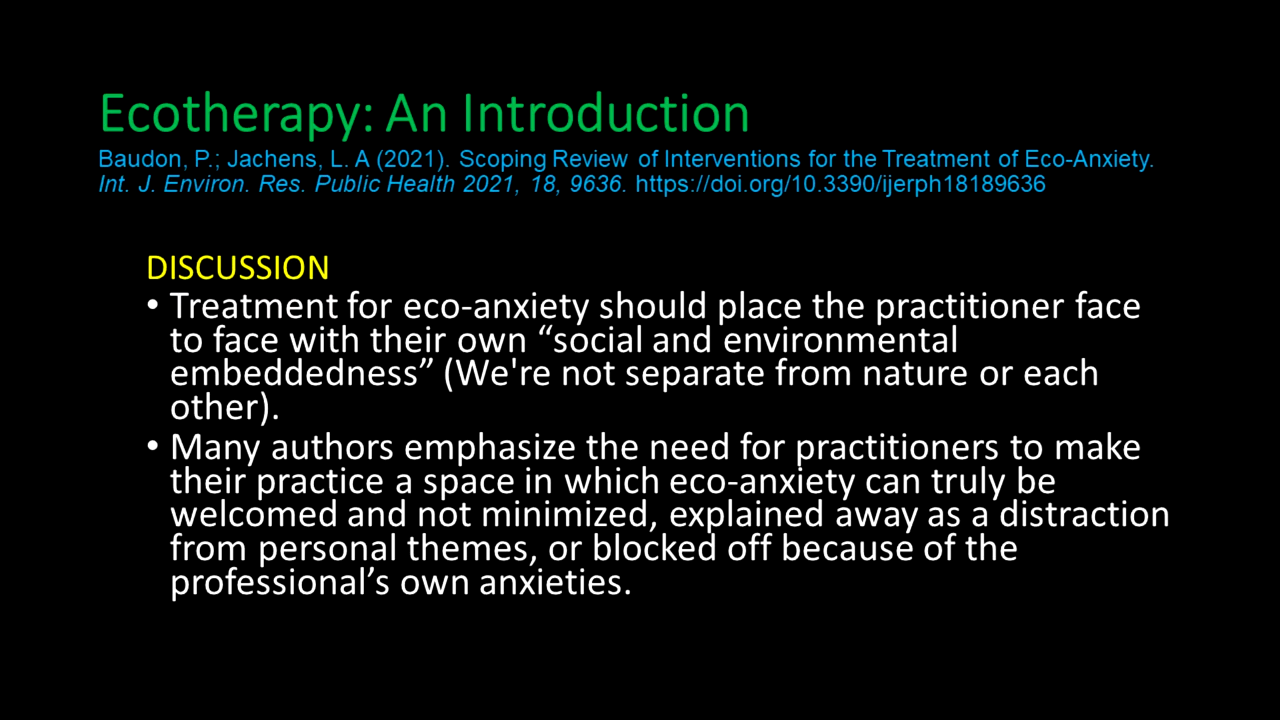 Ecotherapy: An Introduction
Baudon, P.; Jachens, L. A (2021). Scoping Review of Interventions for the Treatment of Eco-Anxiety.
Int. J. Environ. Res. Public Health 2021, 18, 9636. https://doi.org/10.3390/ijerph18189636
DISCUSSION
• Treatment for eco-anxiety should place the practitioner face
to face with their own “social and environmental
embeddedness” (We're not separate from nature or each
other).
• Many authors emphasize the need for practitioners to make
their practice a space in which eco-anxiety can truly be
welcomed and not minimized, explained away as a distraction
from personal themes, or blocked off because of the
professional’s own anxieties.